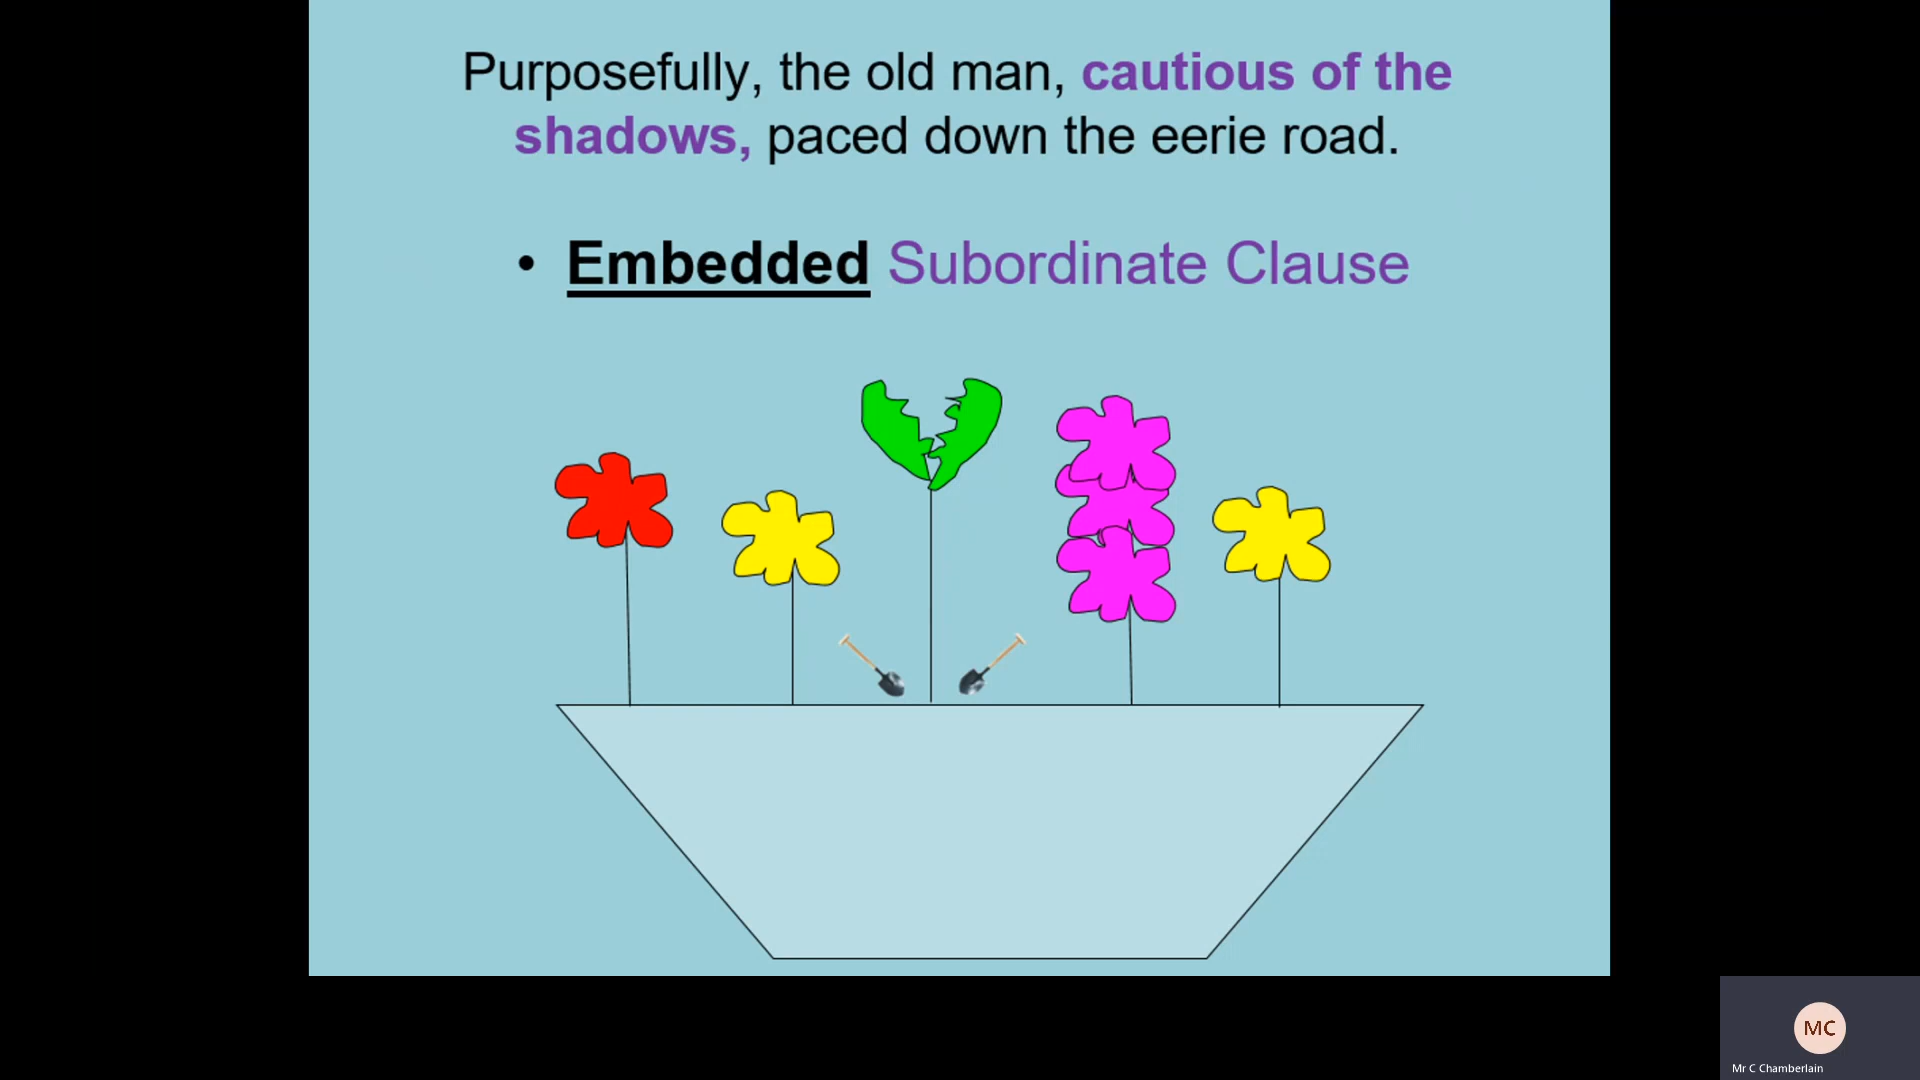 Purposefully, the old man, cautious of the
shadows, paced down the eerie road.
• Embedded Subordinate Clause
MC
Mr C Chamberlain